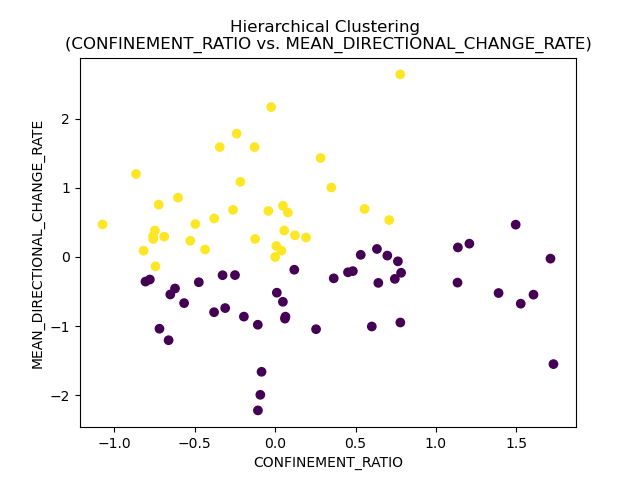 Hierarchical Clustering
(CONFINEMENT_RATIO vs. MEAN_DIRECTIONAL_CHANGE_RATE)
MEAN_DIRECTIONAL_CHANGE_RATE
2
1
0
−1
−2
−1.0 −0.5 0.0 0.5 1.0 1.5
CONFINEMENT_RATIO